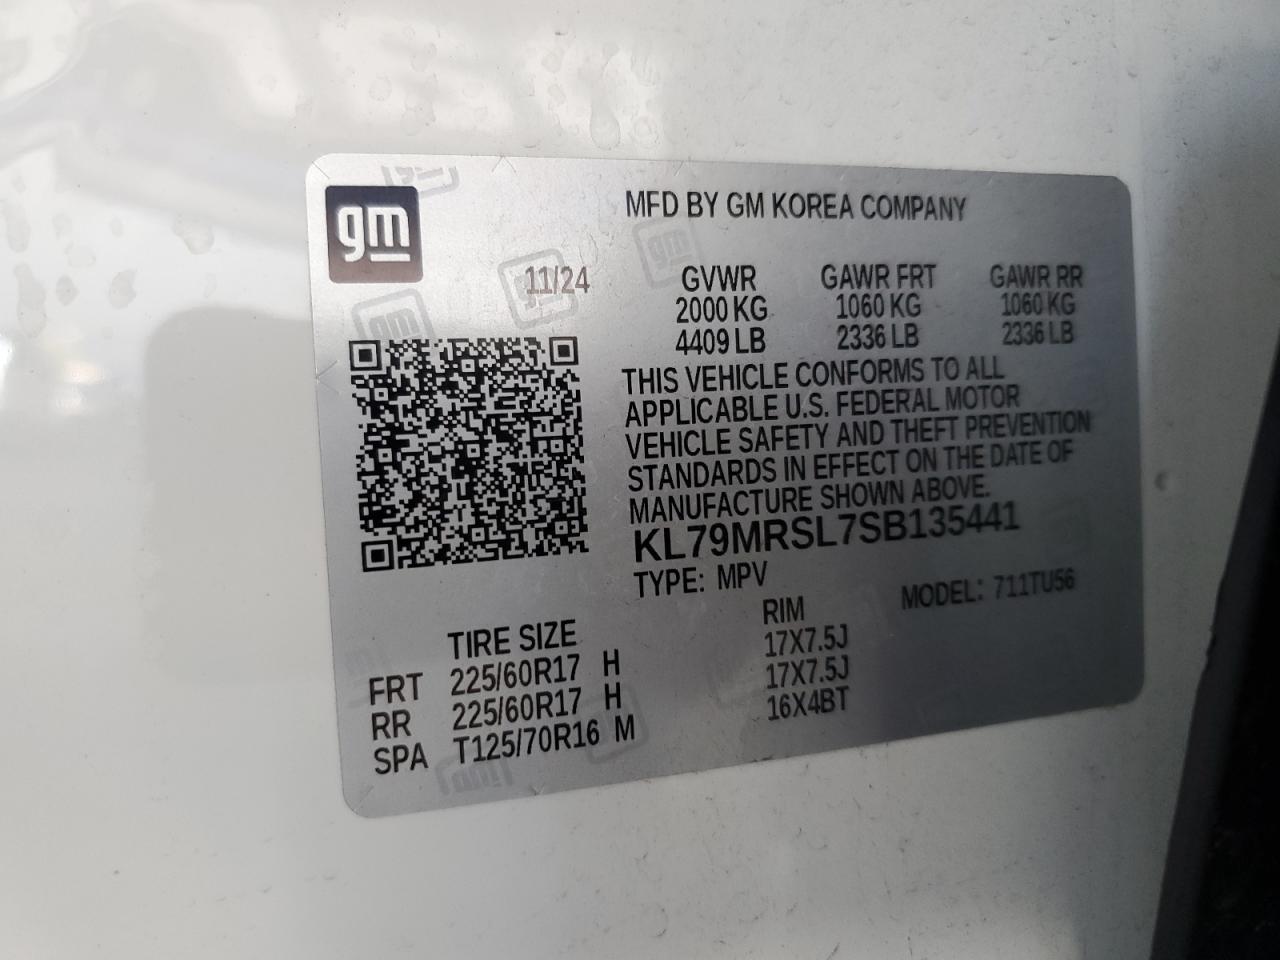 gm
MFD BY GM KOREA COMPANY
11/24
GVWR GAWR FRT GAWR RR
2000 KG 1060 KG 1060 KG
4409 LB 2336 LB 2336 LB
THIS VEHICLE CONFORMS TO ALL
APPLICABLE U.S. FEDERAL MOTOR
VEHICLE SAFETY AND THEFT PREVENTION
STANDARDS IN EFFECT ON THE DATE OF
MANUFACTURE SHOWN ABOVE.
KL79MRSL7SB135441
TYPE: MPV MODEL: 711TU56
TIRE SIZE RIM
FRT 225/60R17 H 17X7.5J
RR 225/60R17 H 17X7.5J
SPA T125/70R16 M 16X4BT